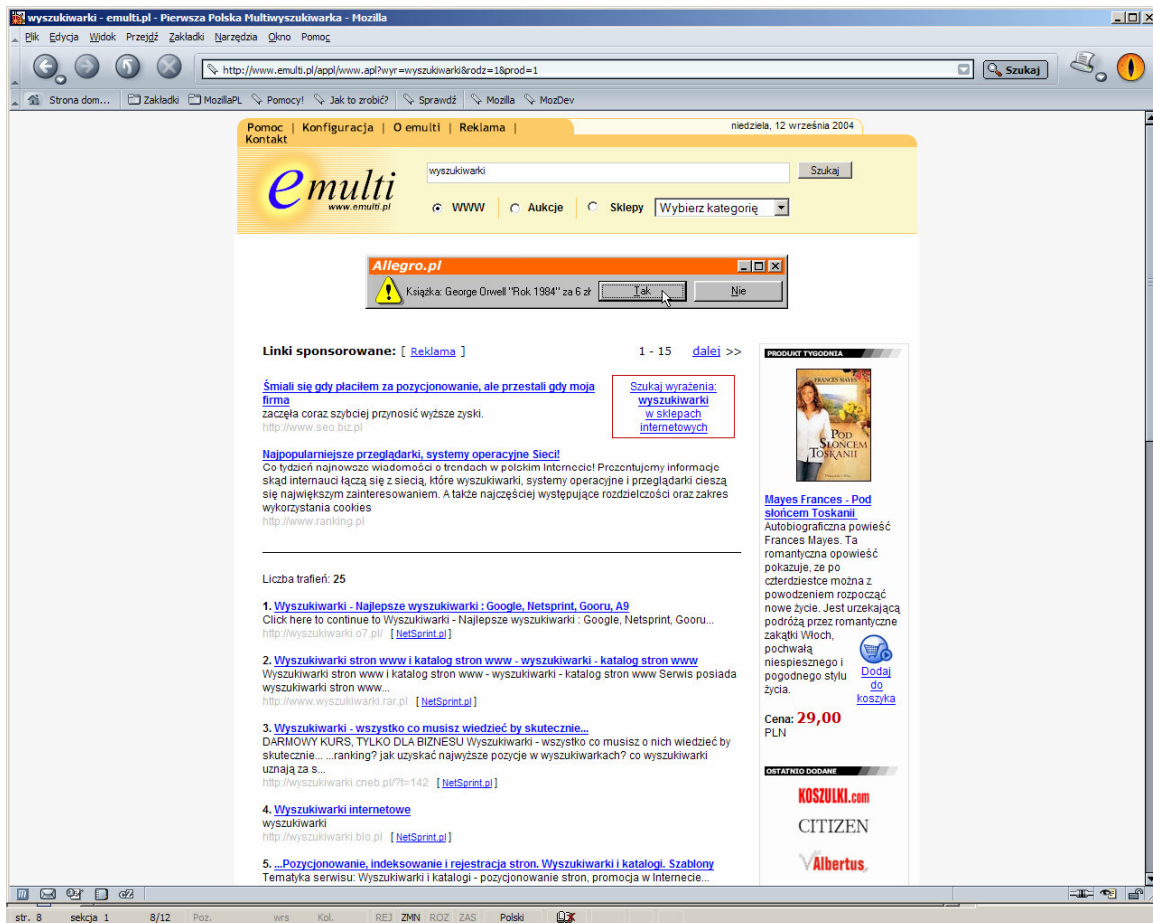 wyszukiwarki - emulti.pl - Pierwsza Polska Multiwyszukiwarka - Mozilla
Plik Edycja Widok Przejdź Zakładki Narzędzia Okno Pomoc
http://www.emulti.pl/appl/www.apl?wyr=wyszukiwarki&rodz=1&prod=1
Szukaj
Strona dom... Zakładki MozillaPL Pomocy! Jak to zrobić? Sprawdź Mozilla MozDev
Pomoc | Konfiguracja | O emulti | Reklama |
Kontakt
niedziela, 12 września 2004
emulti
www.emulti.pl
wyszukiwarki
Szukaj
WWW Aukcje Sklepy Wybierz kategorię
Allegro.pl
Książka: George Orwell "Rok 1984" za 6 zł Tak Nie
Linki sponsorowane: [ Reklama ] 1 - 15 dalej >>
Śmiali się gdy płaciłem za pozycjonowanie, ale przestali gdy moja
firma
zaczęła coraz szybciej przynosić wyższe zyski.
http://www.seo.biz.pl
Szukaj wyrażenia:
wyszukiwarki
w sklepach
internetowych
Najpopularniejsze przeglądarki, systemy operacyjne Sieci!
Co tydzień najnowsze wiadomości o trendach w polskim Internecie! Prezentujemy informacje
skąd internauci łączą się z siecią, które wyszukiwarki, systemy operacyjne i przeglądarki cieszą
się największym zainteresowaniem. A także najczęściej występujące rozdzielczości oraz zakres
wykorzystania cookies
http://www.ranking.pl
Liczba trafień: 25
1. Wyszukiwarki - Najlepsze wyszukiwarki : Google, Netsprint, Gooru, A9
Click here to continue to Wyszukiwarki - Najlepsze wyszukiwarki : Google, Netsprint, Gooru...
http://wyszukiwarki.o7.pl/ [ NetSprint.pl ]
2. Wyszukiwarki stron www i katalog stron www - wyszukiwarki - katalog stron www
Wyszukiwarki stron www i katalog stron www - wyszukiwarki - katalog stron www Serwis posiada
wyszukiwarki stron www...
http://www.wyszukiwarki.rar.pl [ NetSprint.pl ]
3. Wyszukiwarki - wszystko co musisz wiedzieć by skutecznie...
DARMOWY KURS, TYLKO DLA BIZNESU Wyszukiwarki - wszystko co musisz o nich wiedzieć by
skutecznie... ...ranking? jak uzyskać najwyższe pozycje w wyszukiwarkach? co wyszukiwarki
uznają za s...
http://wyszukiwarki.cneb.pl/?t=142 [ NetSprint.pl ]
4. Wyszukiwarki internetowe
wyszukiwarki
http://wyszukiwarki.blo.pl [ NetSprint.pl ]
5. ...Pozycjonowanie, indeksowanie i rejestracja stron. Wyszukiwarki i katalogi. Szablony
Tematyka serwisu: Wyszukiwarki i katalogi - pozycjonowanie stron, promocja w Internecie...
PRODUKT TYGODNIA
FRANCES MAYES
POD
SŁOŃCEM
TOSKANII
Mayes Frances - Pod
słońcem Toskanii
Autobiograficzna powieść
Frances Mayes. Ta
romantyczna opowieść
pokazuje, ze po
czterdziestce można z
powodzeniem rozpocząć
nowe życie. Jest urzekającą
podróżą przez romantyczne
zakątki Włoch,
pochwałą
niespiesznego i
pogodnego stylu
życia.
Dodaj
do
koszyka
Cena: 29,00
PLN
OSTATNIO DODANE
KOSZULKI.com
CITIZEN
Albertus.
str. 8 sekcja 1 8/12 Poz. wrs Kol. REJ ZMN ROZ ZAS Polski